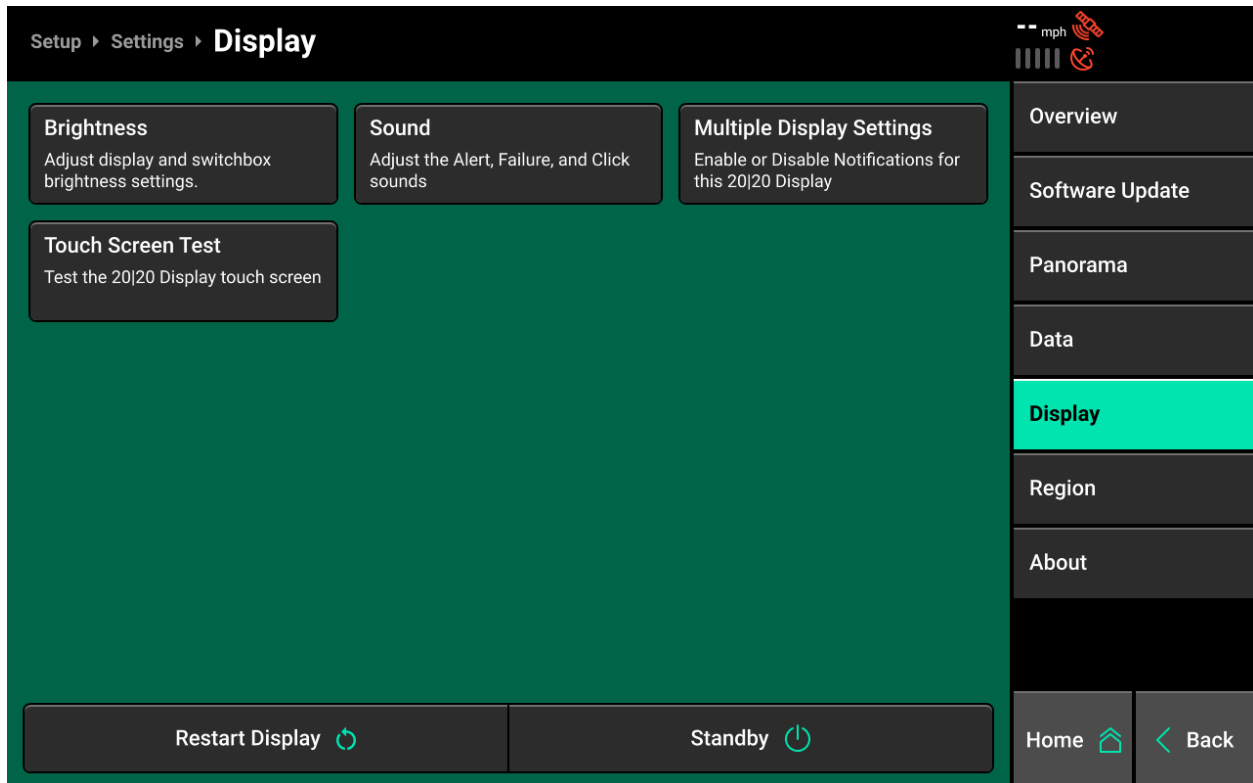 Setup ▸ Settings ▸ Display
-- mph
Brightness
Adjust display and switchbox
brightness settings.
Sound
Adjust the Alert, Failure, and Click
sounds
Multiple Display Settings
Enable or Disable Notifications for
this 20|20 Display
Touch Screen Test
Test the 20|20 Display touch screen
Overview
Software Update
Panorama
Data
Display
Region
About
Restart Display
Standby
Home
Back